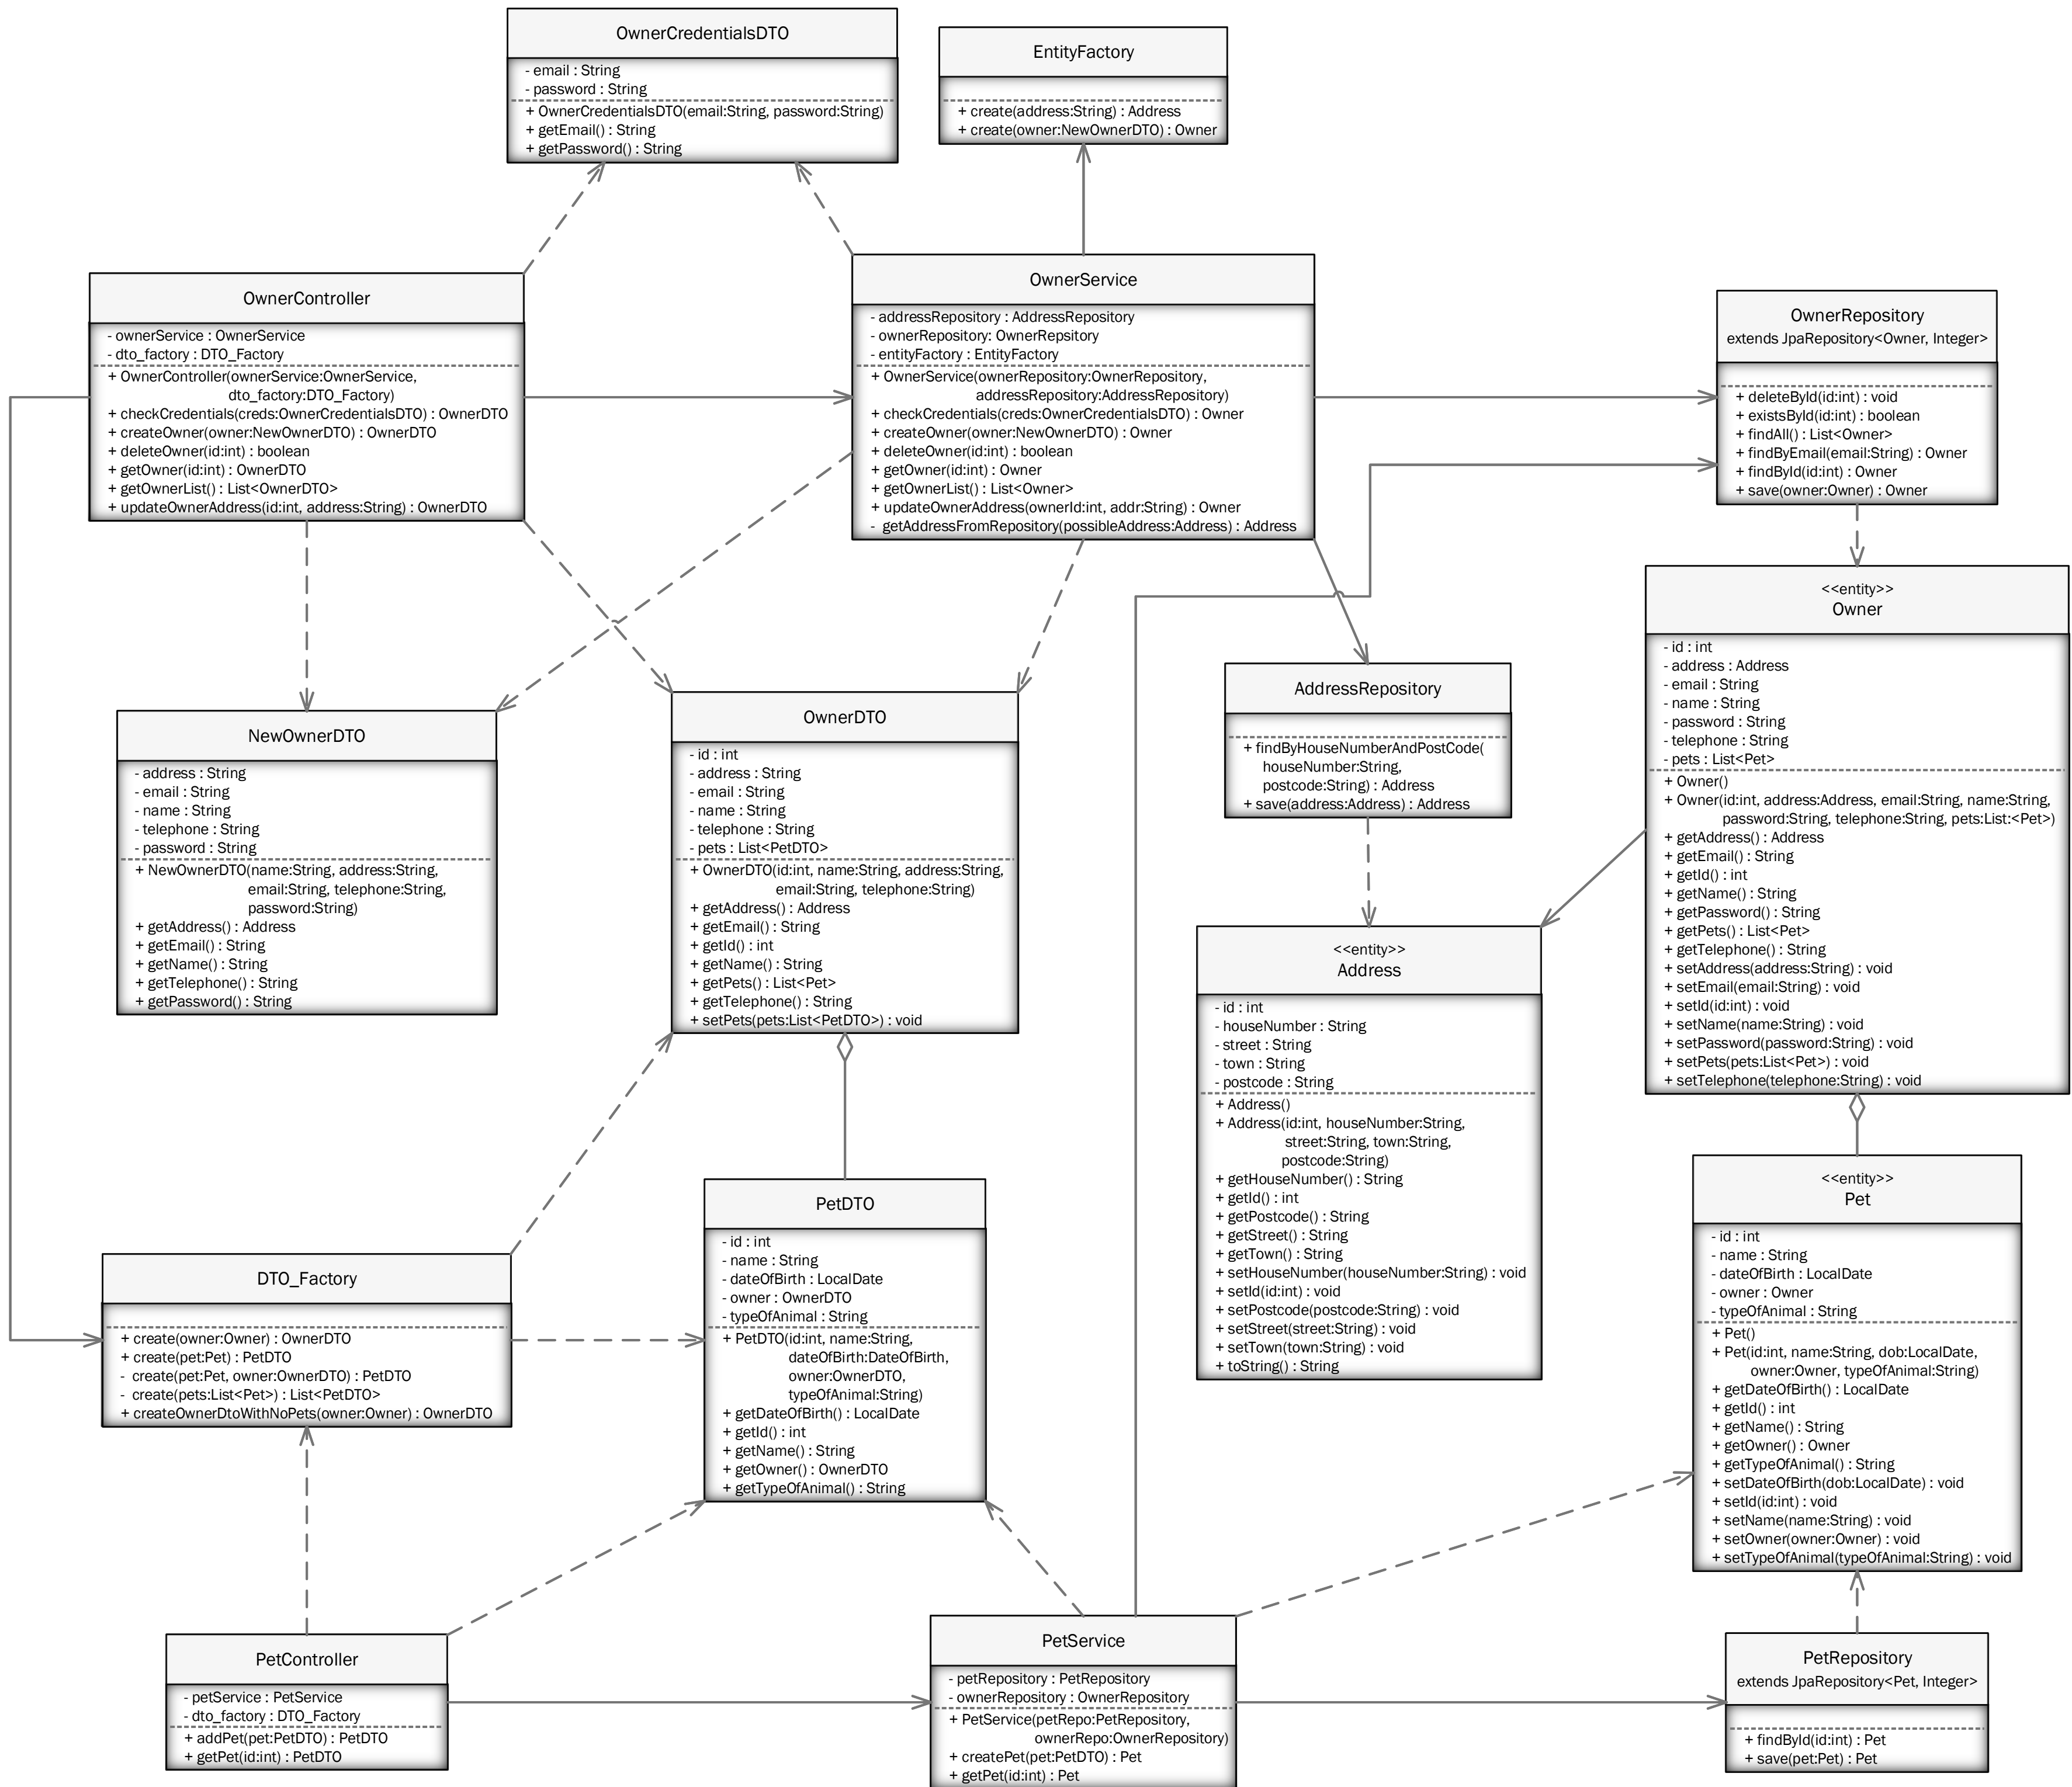 OwnerCredentialsDTO
- email : String
- password : String
+ OwnerCredentialsDTO(email:String, password:String)
+ getEmail() : String
+ getPassword() : String
EntityFactory
+ create(address:String) : Address
+ create(owner:NewOwnerDTO) : Owner
OwnerController
- ownerService : OwnerService
- dto_factory : DTO_Factory
+ OwnerController(ownerService:OwnerService,
dto_factory:DTO_Factory)
+ checkCredentials(creds:OwnerCredentialsDTO) : OwnerDTO
+ createOwner(owner:NewOwnerDTO) : OwnerDTO
+ deleteOwner(id:int) : boolean
+ getOwner(id:int) : OwnerDTO
+ getOwnerList() : List<OwnerDTO>
+ updateOwnerAddress(id:int, address:String) : OwnerDTO
OwnerService
- addressRepository : AddressRepository
- ownerRepository: OwnerRepsitory
- entityFactory : EntityFactory
+ OwnerService(ownerRepository:OwnerRepository,
addressRepository:AddressRepository)
+ checkCredentials(creds:OwnerCredentialsDTO) : Owner
+ createOwner(owner:NewOwnerDTO) : Owner
+ deleteOwner(id:int) : boolean
+ getOwner(id:int) : Owner
+ getOwnerList() : List<Owner>
+ updateOwnerAddress(ownerId:int, addr:String) : Owner
- getAddressFromRepository(possibleAddress:Address) : Address
OwnerRepository
extends JpaRepository<Owner, Integer>
+ deleteById(id:int) : void
+ existsById(id:int) : boolean
+ findAll() : List<Owner>
+ findByEmail(email:String) : Owner
+ findById(id:int) : Owner
+ save(owner:Owner) : Owner
<<entity>>
Owner
- id : int
- address : Address
- email : String
- name : String
- password : String
- telephone : String
- pets : List<Pet>
+ Owner()
+ Owner(id:int, address:Address, email:String, name:String,
password:String, telephone:String, pets:List:<Pet>)
+ getAddress() : Address
+ getEmail() : String
+ getId() : int
+ getName() : String
+ getPassword() : String
+ getPets() : List<Pet>
+ getTelephone() : String
+ setAddress(address:String) : void
+ setEmail(email:String) : void
+ setId(id:int) : void
+ setName(name:String) : void
+ setPassword(password:String) : void
+ setPets(pets:List<Pet>) : void
+ setTelephone(telephone:String) : void
NewOwnerDTO
- address : String
- email : String
- name : String
- telephone : String
- password : String
+ NewOwnerDTO(name:String, address:String,
email:String, telephone:String,
password:String)
+ getAddress() : Address
+ getEmail() : String
+ getName() : String
+ getTelephone() : String
+ getPassword() : String
OwnerDTO
- id : int
- address : String
- email : String
- name : String
- telephone : String
- pets : List<PetDTO>
+ OwnerDTO(id:int, name:String, address:String,
email:String, telephone:String)
+ getAddress() : Address
+ getEmail() : String
+ getId() : int
+ getName() : String
+ getPets() : List<Pet>
+ getTelephone() : String
+ setPets(pets:List<PetDTO>) : void
AddressRepository
+ findByHouseNumberAndPostCode(
houseNumber:String,
postcode:String) : Address
+ save(address:Address) : Address
<<entity>>
Address
- id : int
- houseNumber : String
- street : String
- town : String
- postcode : String
+ Address()
+ Address(id:int, houseNumber:String,
street:String, town:String,
postcode:String)
+ getHouseNumber() : String
+ getId() : int
+ getPostcode() : String
+ getStreet() : String
+ getTown() : String
+ setHouseNumber(houseNumber:String) : void
+ setId(id:int) : void
+ setPostcode(postcode:String) : void
+ setStreet(street:String) : void
+ setTown(town:String) : void
+ toString() : String
DTO_Factory
+ create(owner:Owner) : OwnerDTO
+ create(pet:Pet) : PetDTO
- create(pet:Pet, owner:OwnerDTO) : PetDTO
- create(pets:List<Pet>) : List<PetDTO>
+ createOwnerDtoWithNoPets(owner:Owner) : OwnerDTO
PetDTO
- id : int
- name : String
- dateOfBirth : LocalDate
- owner : OwnerDTO
- typeOfAnimal : String
+ PetDTO(id:int, name:String,
dateOfBirth:DateOfBirth,
owner:OwnerDTO,
typeOfAnimal:String)
+ getDateOfBirth() : LocalDate
+ getId() : int
+ getName() : String
+ getOwner() : OwnerDTO
+ getTypeOfAnimal() : String
<<entity>>
Pet
- id : int
- name : String
- dateOfBirth : LocalDate
- owner : Owner
- typeOfAnimal : String
+ Pet()
+ Pet(id:int, name:String, dob:LocalDate,
owner:Owner, typeOfAnimal:String)
+ getDateOfBirth() : LocalDate
+ getId() : int
+ getName() : String
+ getOwner() : Owner
+ getTypeOfAnimal() : String
+ setDateOfBirth(dob:LocalDate) : void
+ setId(id:int) : void
+ setName(name:String) : void
+ setOwner(owner:Owner) : void
+ setTypeOfAnimal(typeOfAnimal:String) : void
PetController
- petService : PetService
- dto_factory : DTO_Factory
+ addPet(pet:PetDTO) : PetDTO
+ getPet(id:int) : PetDTO
PetService
- petRepository : PetRepository
- ownerRepository : OwnerRepository
+ PetService(petRepo:PetRepository,
ownerRepo:OwnerRepository)
+ createPet(pet:PetDTO) : Pet
+ getPet(id:int) : Pet
PetRepository
extends JpaRepository<Pet, Integer>
+ findById(id:int) : Pet
+ save(pet:Pet) : Pet